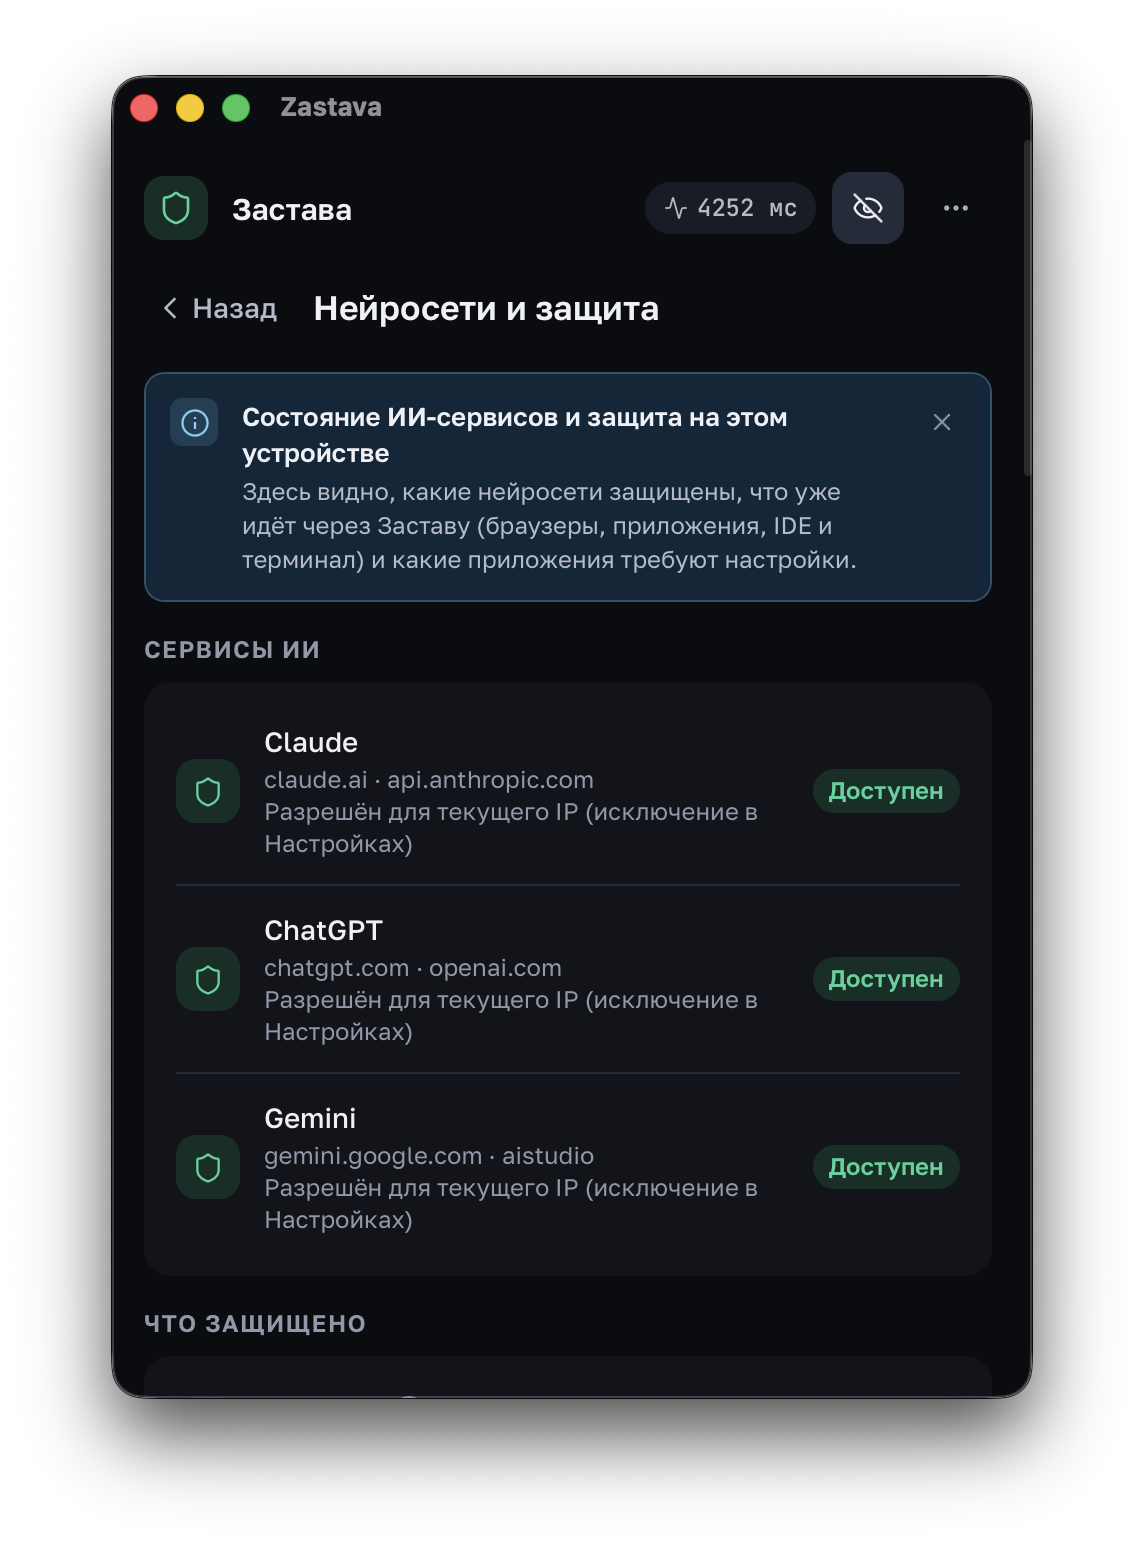 Zastava
Застава
4252 мс
Назад
Нейросети и защита
Состояние ИИ-сервисов и защита на этом
устройстве
Здесь видно, какие нейросети защищены, что уже
идёт через Заставу (браузеры, приложения, IDE и
терминал) и какие приложения требуют настройки.
СЕРВИСЫ ИИ
Claude
claude.ai · api.anthropic.com
Разрешён для текущего IP (исключение в
Настройках)
Доступен
ChatGPT
chatgpt.com · openai.com
Разрешён для текущего IP (исключение в
Настройках)
Доступен
Gemini
gemini.google.com · aistudio
Разрешён для текущего IP (исключение в
Настройках)
Доступен
ЧТО ЗАЩИЩЕНО